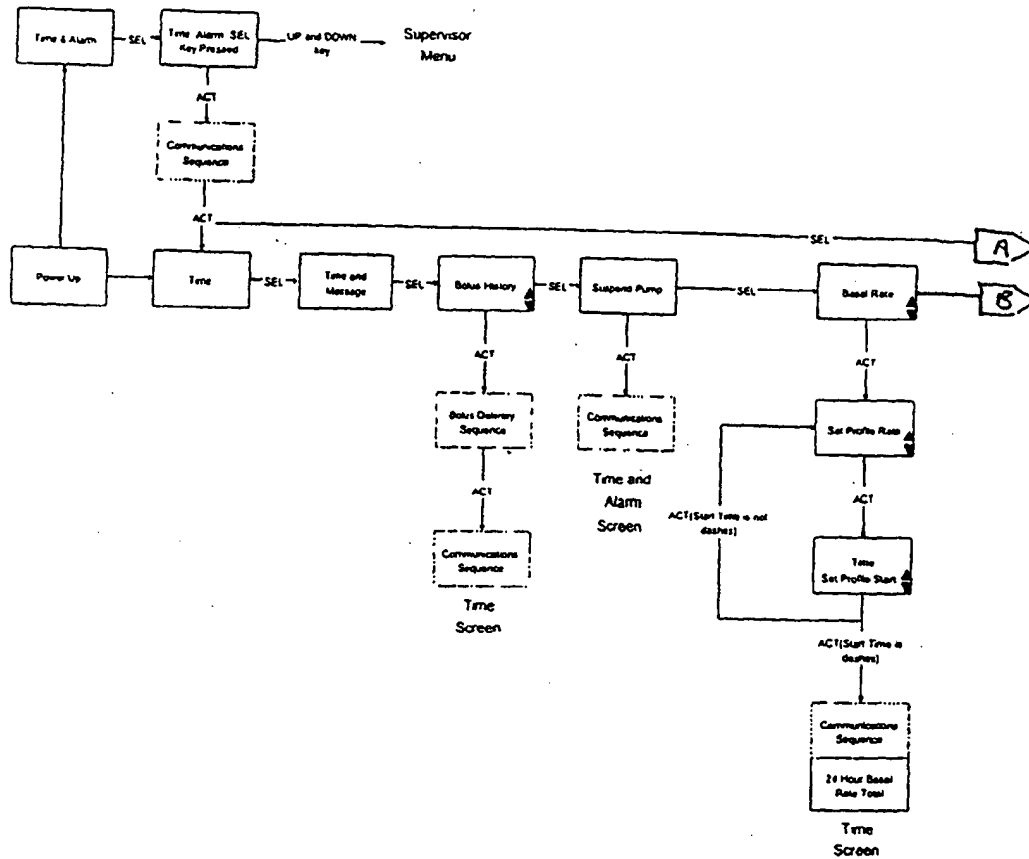 Time & Alarm
SEL
Time Alarm SEL
Key Pressed
UP and DOWN
key
Supervisor
Menu
ACT
Communications
Sequence
ACT
SEL
A
Power Up
Time
SEL
Time and
Message
SEL
Bolus History
SEL
Suspend Pump
SEL
Basal Rate
B
ACT
ACT
ACT
Bolus Delivery
Sequence
Communications
Sequence
Set Profile Rate
Time and
Alarm
Screen
ACT
ACT
ACT(Start Time is not
dashes)
Communications
Sequence
Time
Set Profile Start
Time
Screen
ACT(Start Time is
dashes)
Communications
Sequence
24 Hour Basal
Rate Total
Time
Screen